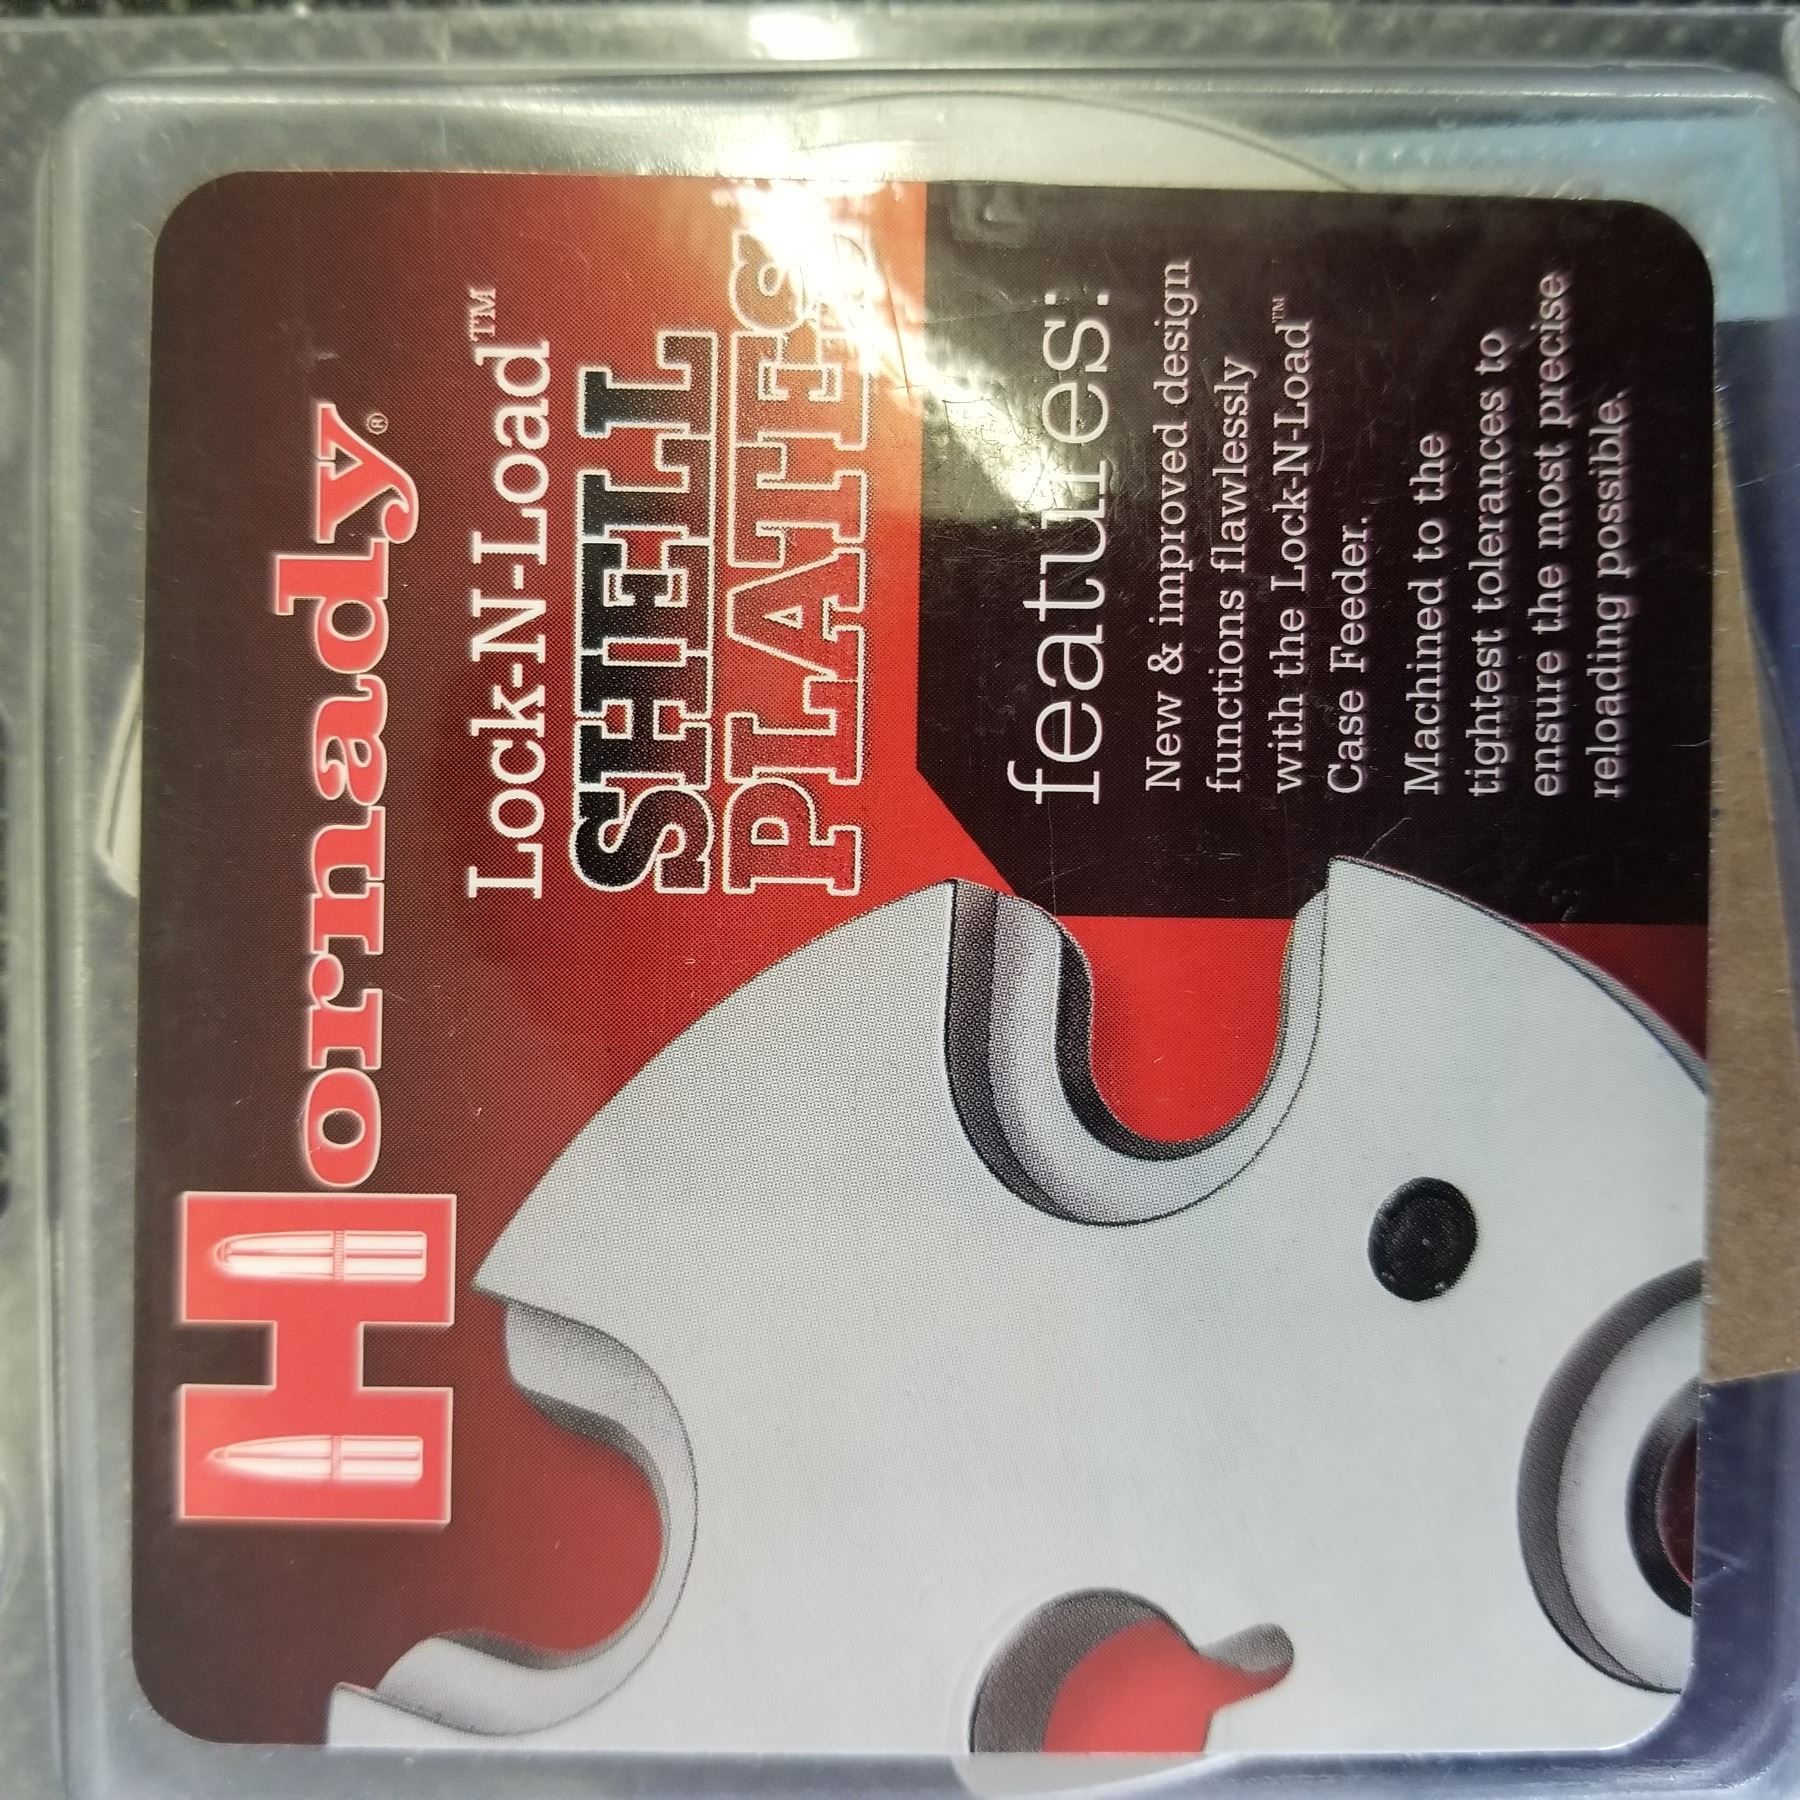 Hornady®
Lock-N-Load™
SHELL
PLATES
features:
New & improved design
functions flawlessly
with the Lock-N-Load™
Case Feeder.
Machined to the
tightest tolerances to
ensure the most precise
reloading possible.